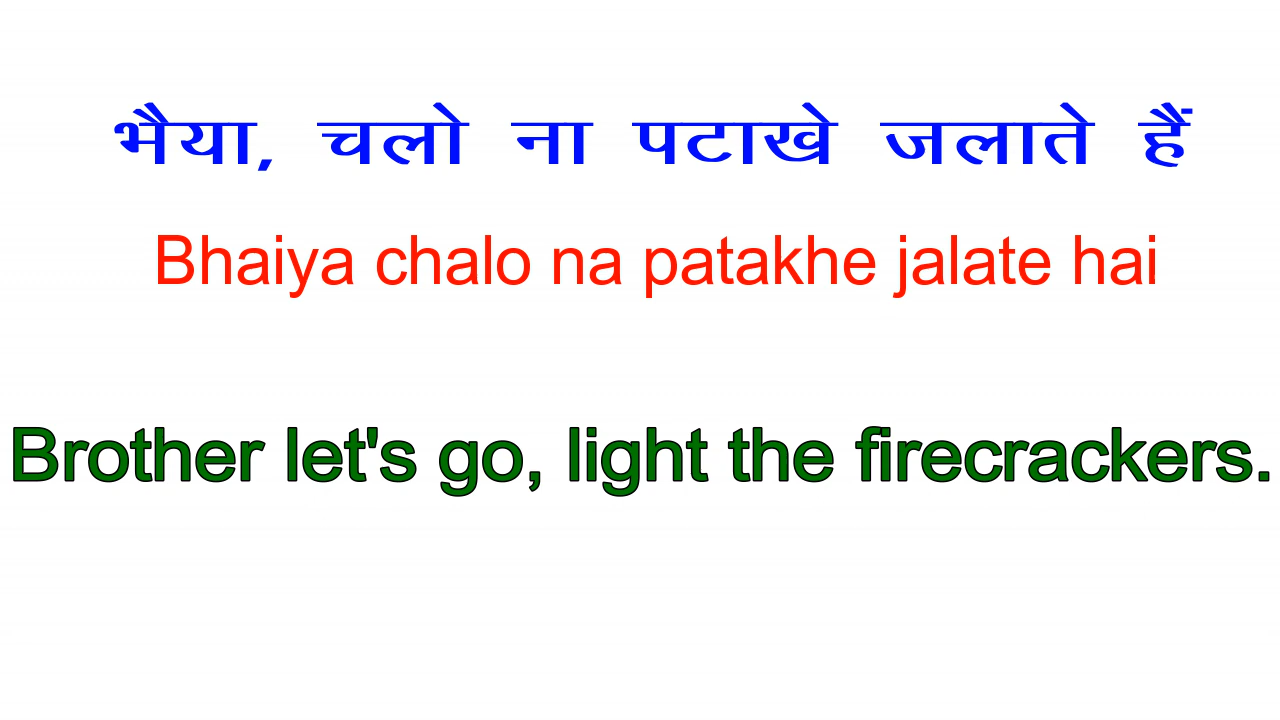 भैया, चलो ना पटाखे जलाते हैं
Bhaiya chalo na patakhe jalate hai
Brother let's go, light the firecrackers.